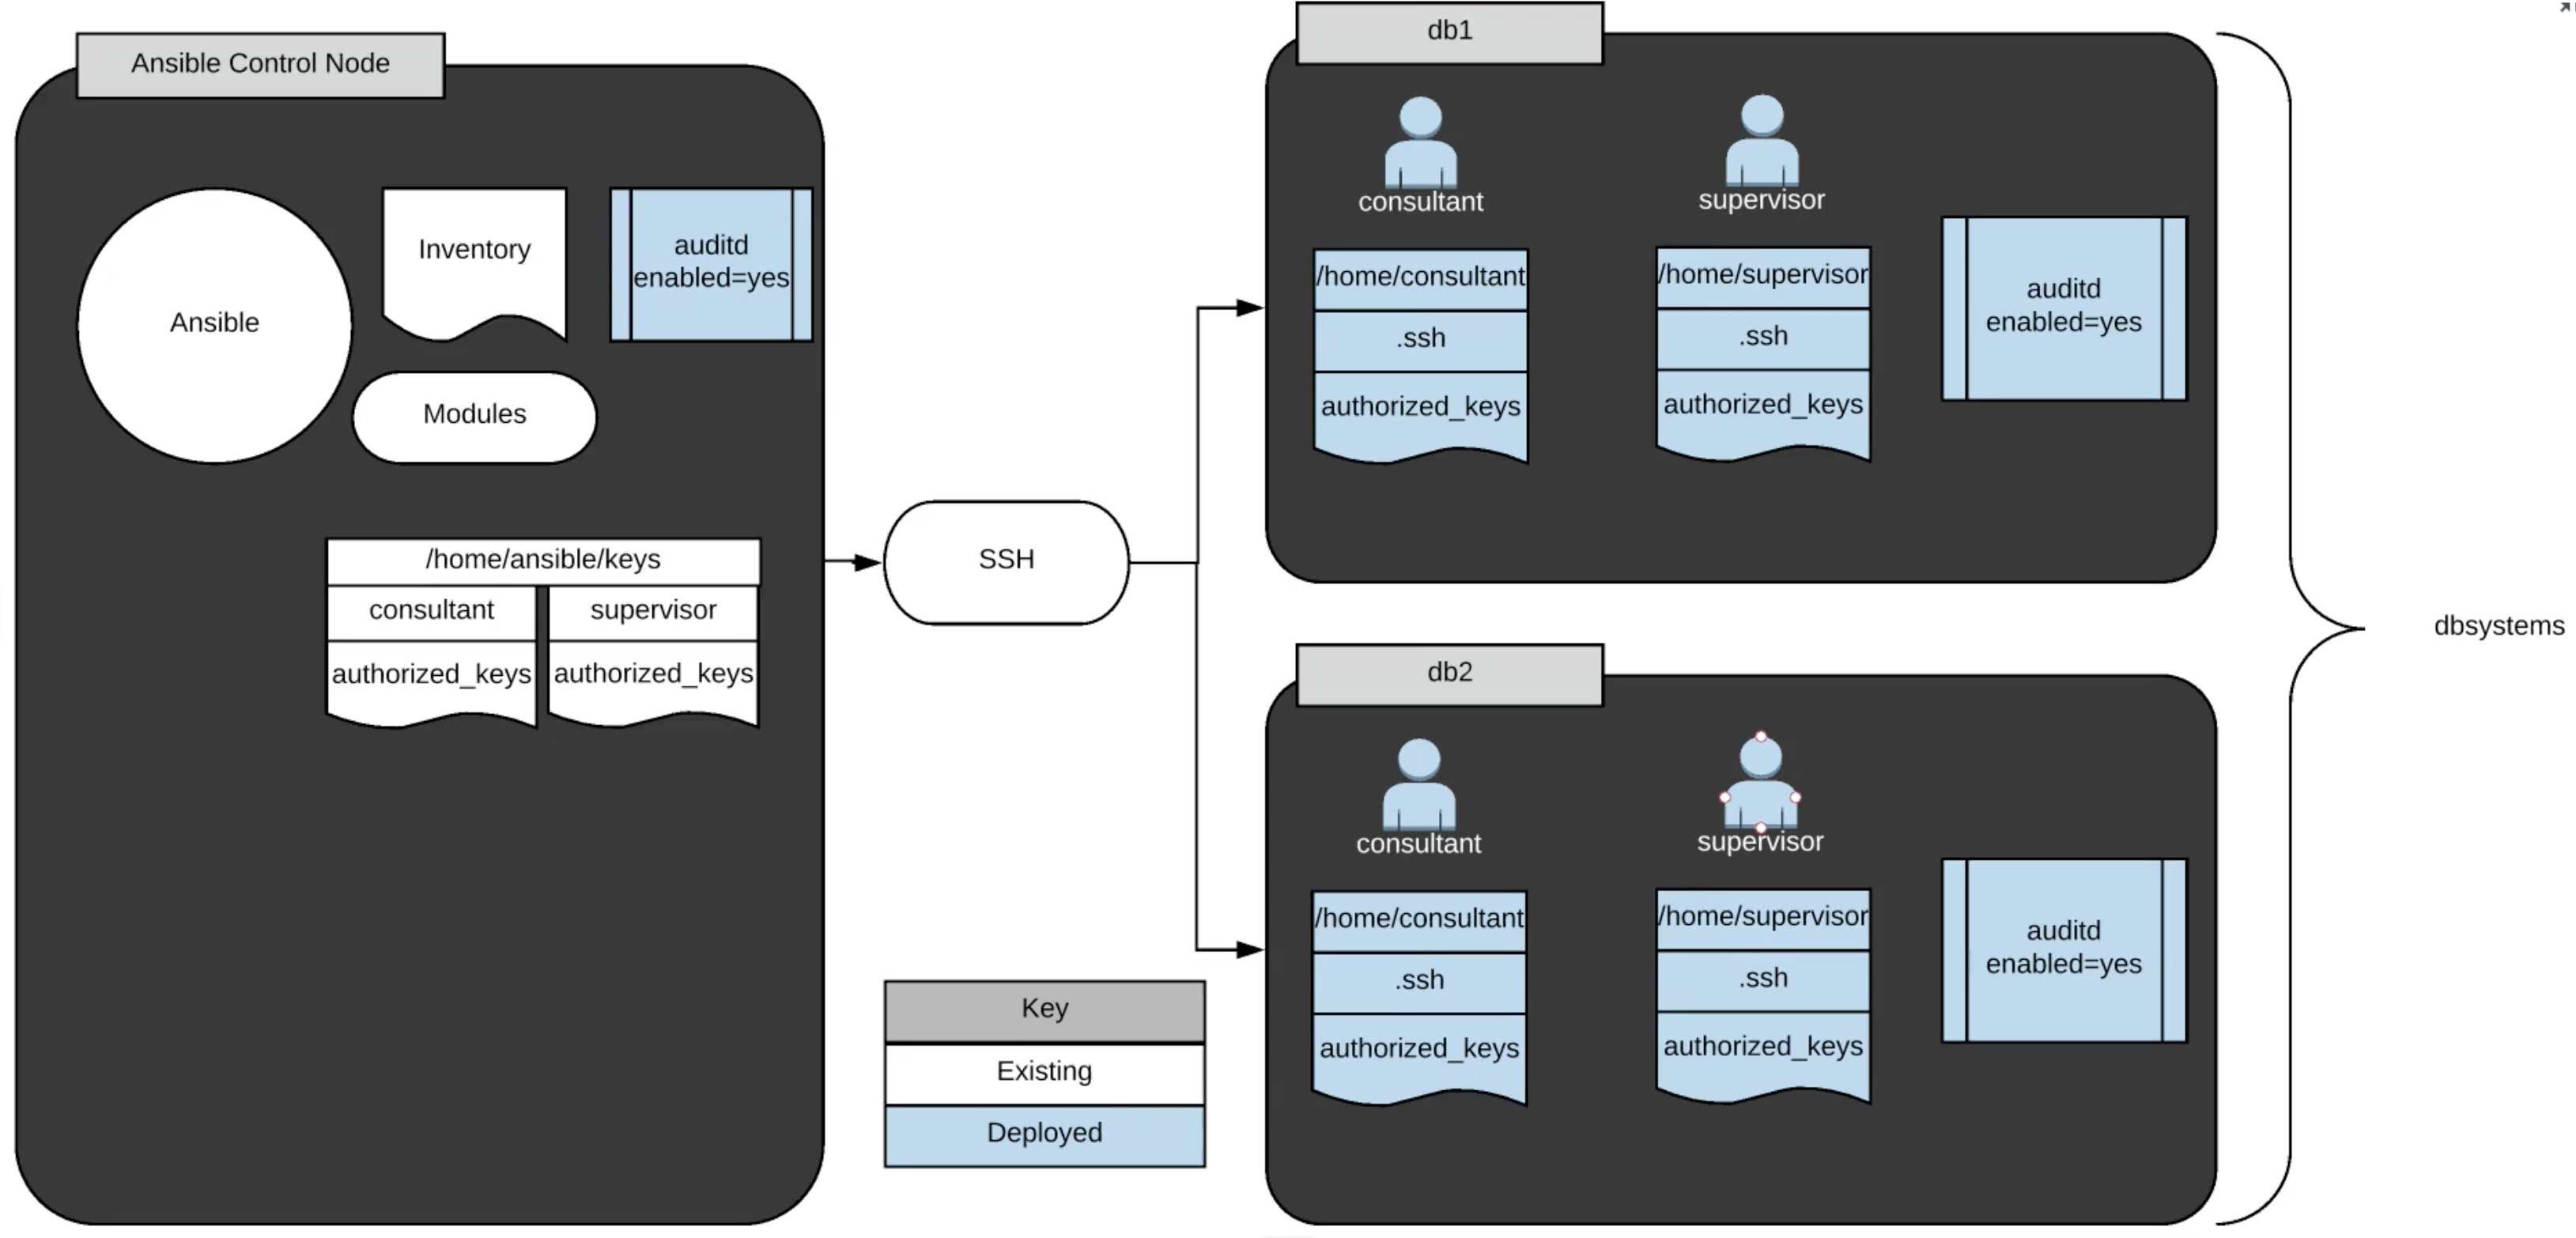 Ansible Control Node
Ansible
Inventory
auditd
enabled=yes
Modules
/home/ansible/keys
consultant
supervisor
authorized_keys
authorized_keys
SSH
Key
Existing
Deployed
db1
consultant
supervisor
/home/consultant
.ssh
authorized_keys
/home/supervisor
.ssh
authorized_keys
auditd
enabled=yes
db2
consultant
supervisor
/home/consultant
.ssh
authorized_keys
/home/supervisor
.ssh
authorized_keys
auditd
enabled=yes
dbsystems